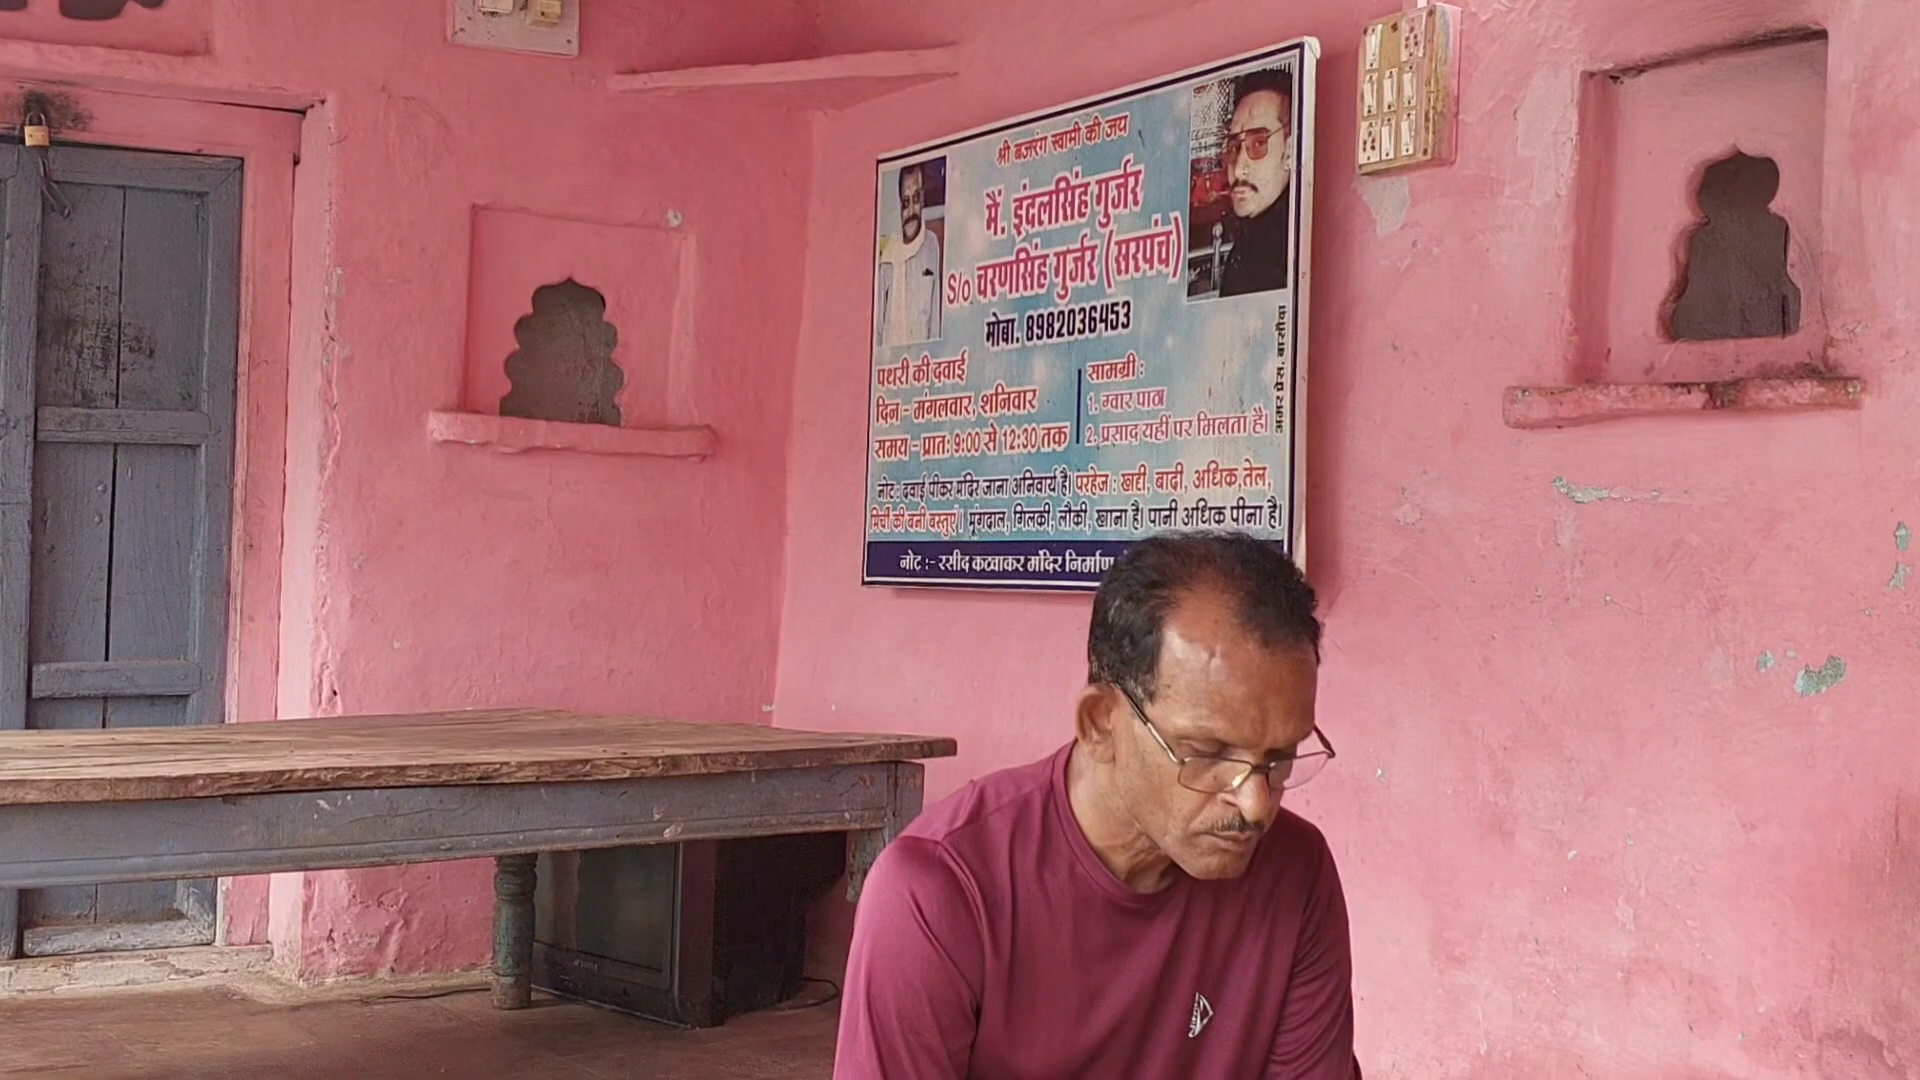 श्री बजरंग स्वामी की जय
मैं. इंदलसिंह गुर्जर
S/o चरणसिंह गुर्जर (सरपंच)
मोबा. 8982036453
पथरी की दवाई
दिन - मंगलवार, शनिवार
समय - प्रात: 9:00 से 12:30 तक
सामग्री :
1. ग्वार पाठा
2. प्रसाद यहीं पर मिलता है।
नोट : दवाई पीकर मंदिर जाना अनिवार्य है। परहेज : खट्टी, बादी, अधिक,तेल,
मिर्ची की बनी वस्तुएं। मूंगदाल, गिलकी, लौकी, खाना है। पानी अधिक पीना है।
नोट :- रसीद कटवाकर मंदिर निर्माण
अमर प्रेस, बासौदा